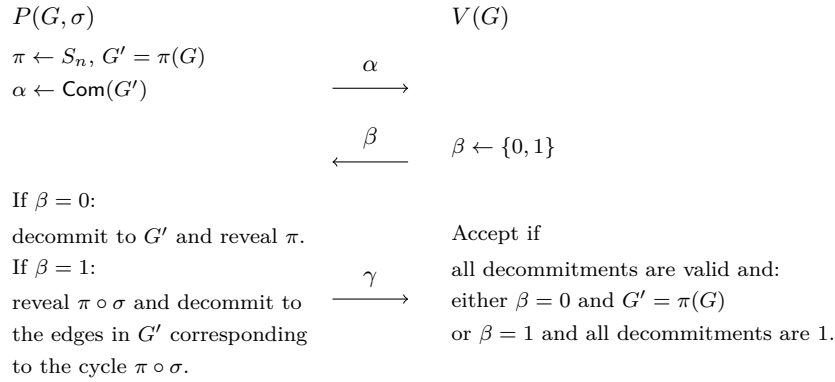 P(G, σ)
V(G)
π ← S_n, G′ = π(G)
α ← Com(G′)
α
β
β ← {0, 1}
If β = 0:
decommit to G′ and reveal π.
If β = 1:
reveal π ∘ σ and decommit to
the edges in G′ corresponding
to the cycle π ∘ σ.
γ
Accept if
all decommitments are valid and:
either β = 0 and G′ = π(G)
or β = 1 and all decommitments are 1.